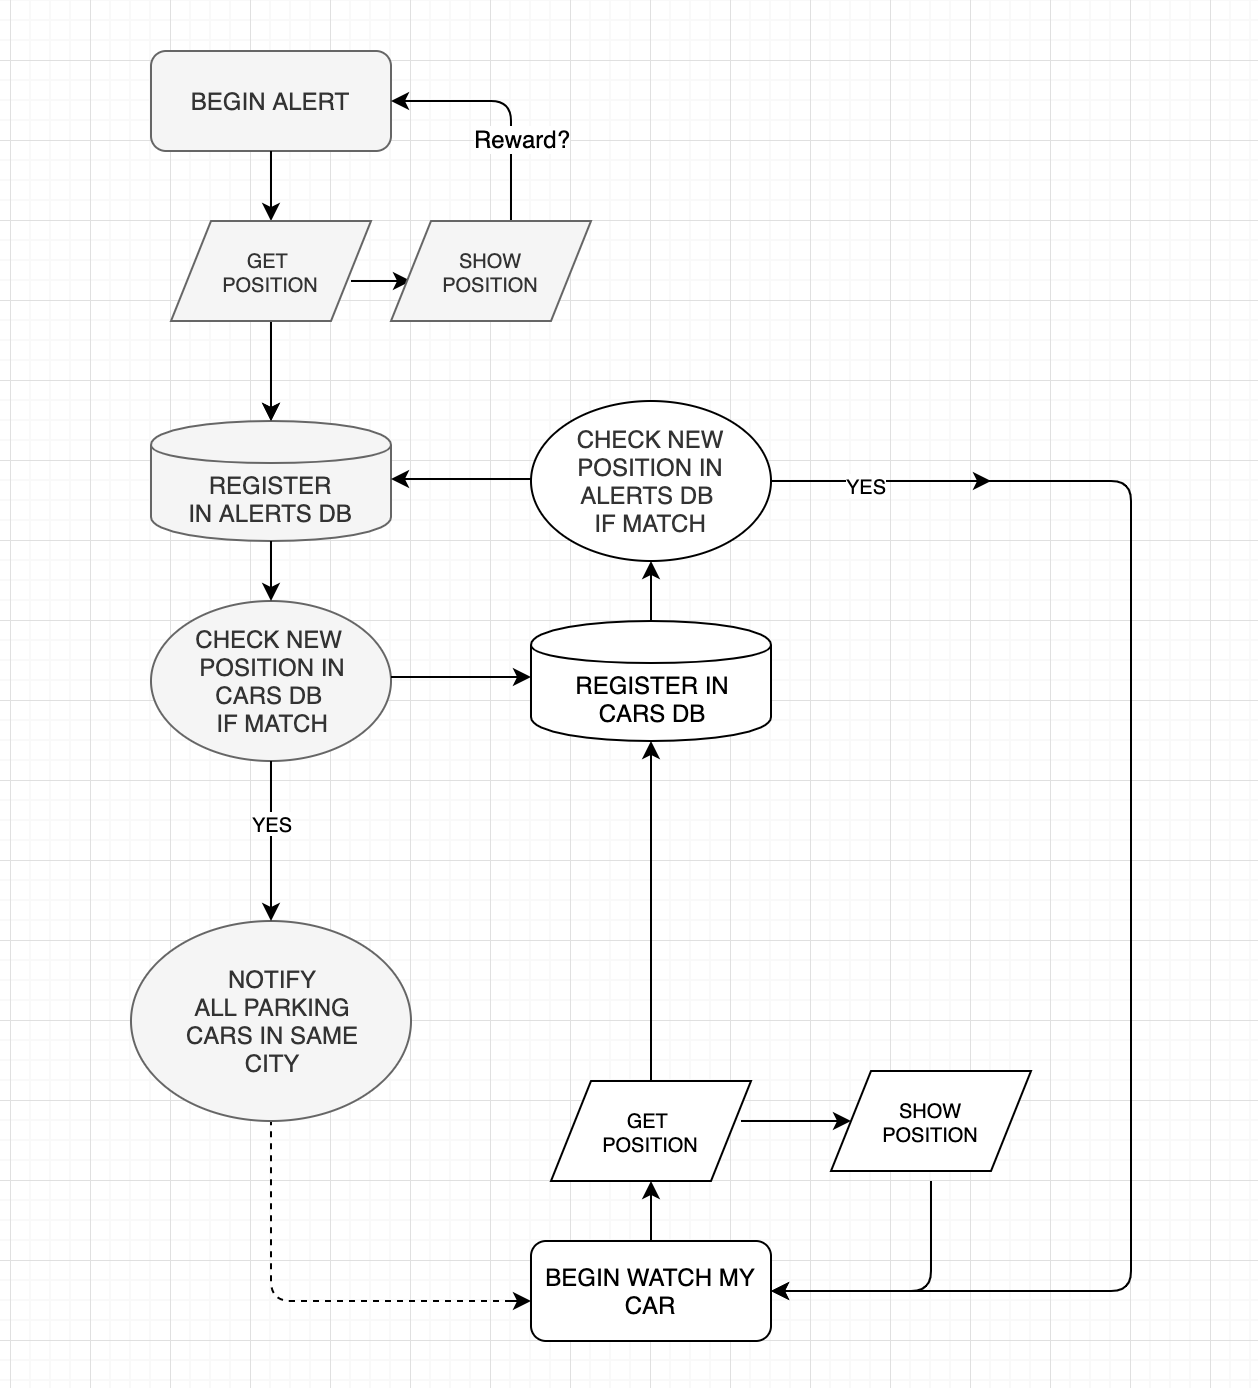 BEGIN ALERT
Reward?
GET
POSITION
SHOW
POSITION
REGISTER
IN ALERTS DB
CHECK NEW
POSITION IN
ALERTS DB
IF MATCH
YES
CHECK NEW
POSITION IN
CARS DB
IF MATCH
REGISTER IN
CARS DB
YES
NOTIFY
ALL PARKING
CARS IN SAME
CITY
GET
POSITION
SHOW
POSITION
BEGIN WATCH MY
CAR